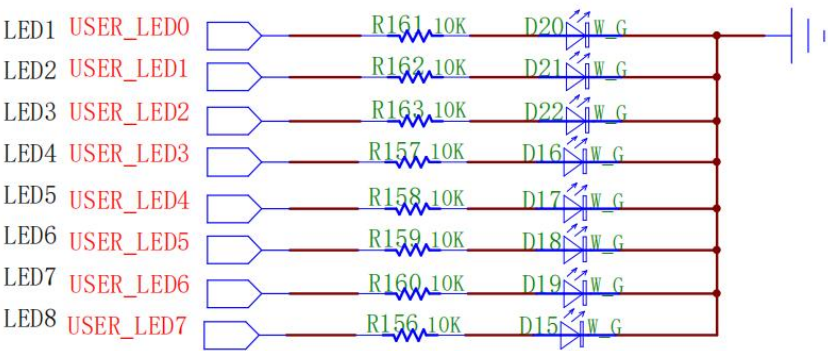 LED1 USER_LED0 R161 10K D20 W_G
LED2 USER_LED1 R162 10K D21 W_G
LED3 USER_LED2 R163 10K D22 W_G
LED4 USER_LED3 R157 10K D16 W_G
LED5 USER_LED4 R158 10K D17 W_G
LED6 USER_LED5 R159 10K D18 W_G
LED7 USER_LED6 R160 10K D19 W_G
LED8 USER_LED7 R156 10K D15 W_G